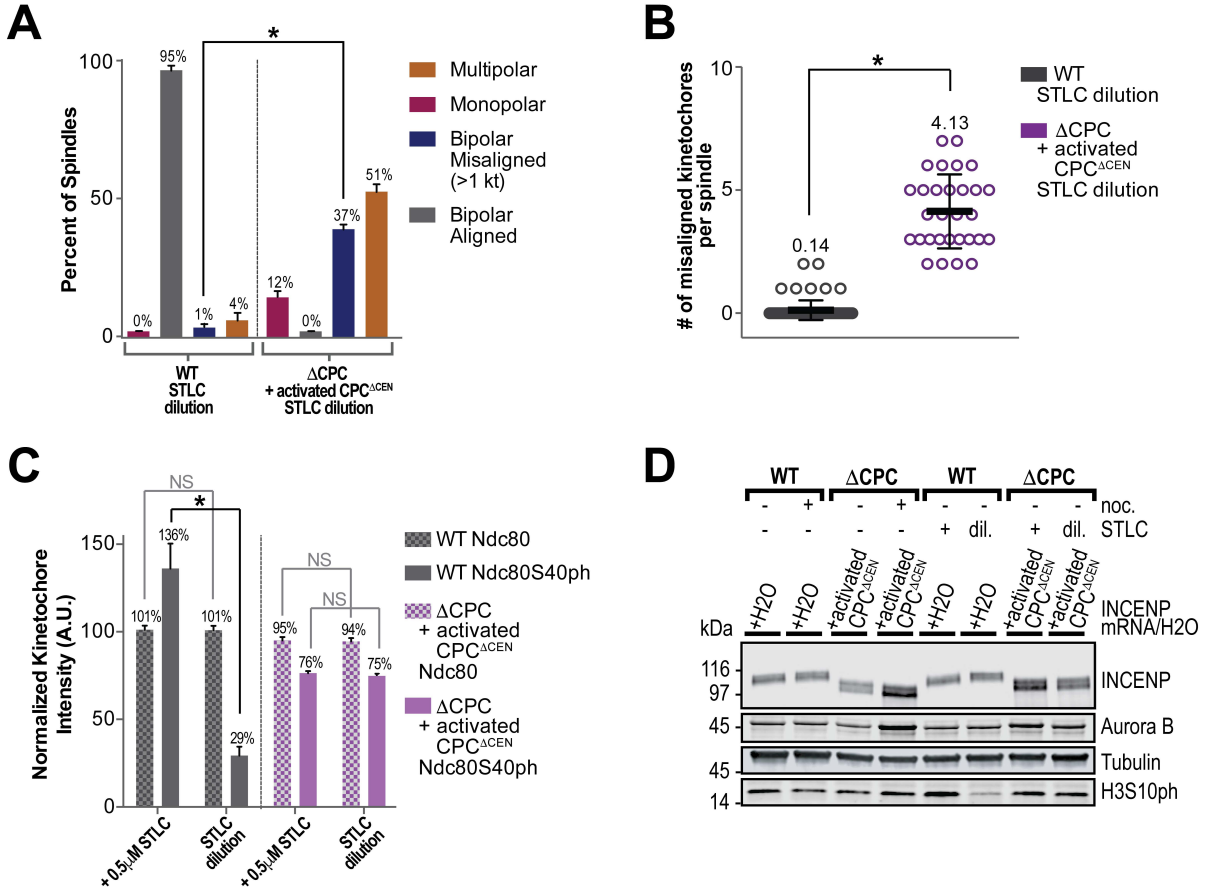 A
Percent of Spindles
100
50
0
0%
95%
1%
4%
12%
0%
37%
51%
*
WT
STLC
dilution
ΔCPC
+ activated CPCΔCEN
STLC dilution
Multipolar
Monopolar
Bipolar
Misaligned
(>1 kt)
Bipolar
Aligned
B
# of misaligned kinetochores
per spindle
10
5
0
0.14
4.13
*
WT
STLC dilution
ΔCPC
+ activated
CPCΔCEN
STLC dilution
C
Normalized Kinetochore
Intensity (A.U.)
150
100
50
0
NS
*
101%
136%
101%
29%
NS
NS
95%
76%
94%
75%
+ 0.5µM STLC
STLC
dilution
+ 0.5µM STLC
STLC
dilution
WT Ndc80
WT Ndc80S40ph
ΔCPC
+ activated
CPCΔCEN
Ndc80
ΔCPC
+ activated
CPCΔCEN
Ndc80S40ph
D
WT ΔCPC WT ΔCPC
- + - + - - - - noc.
- - - - + dil. + dil. STLC
+H2O
+H2O
+activated
CPCΔCEN
+activated
CPCΔCEN
+H2O
+H2O
+activated
CPCΔCEN
+activated
CPCΔCEN
INCENP
mRNA/H2O
kDa
116
97
INCENP
45
Aurora B
45
Tubulin
14
H3S10ph